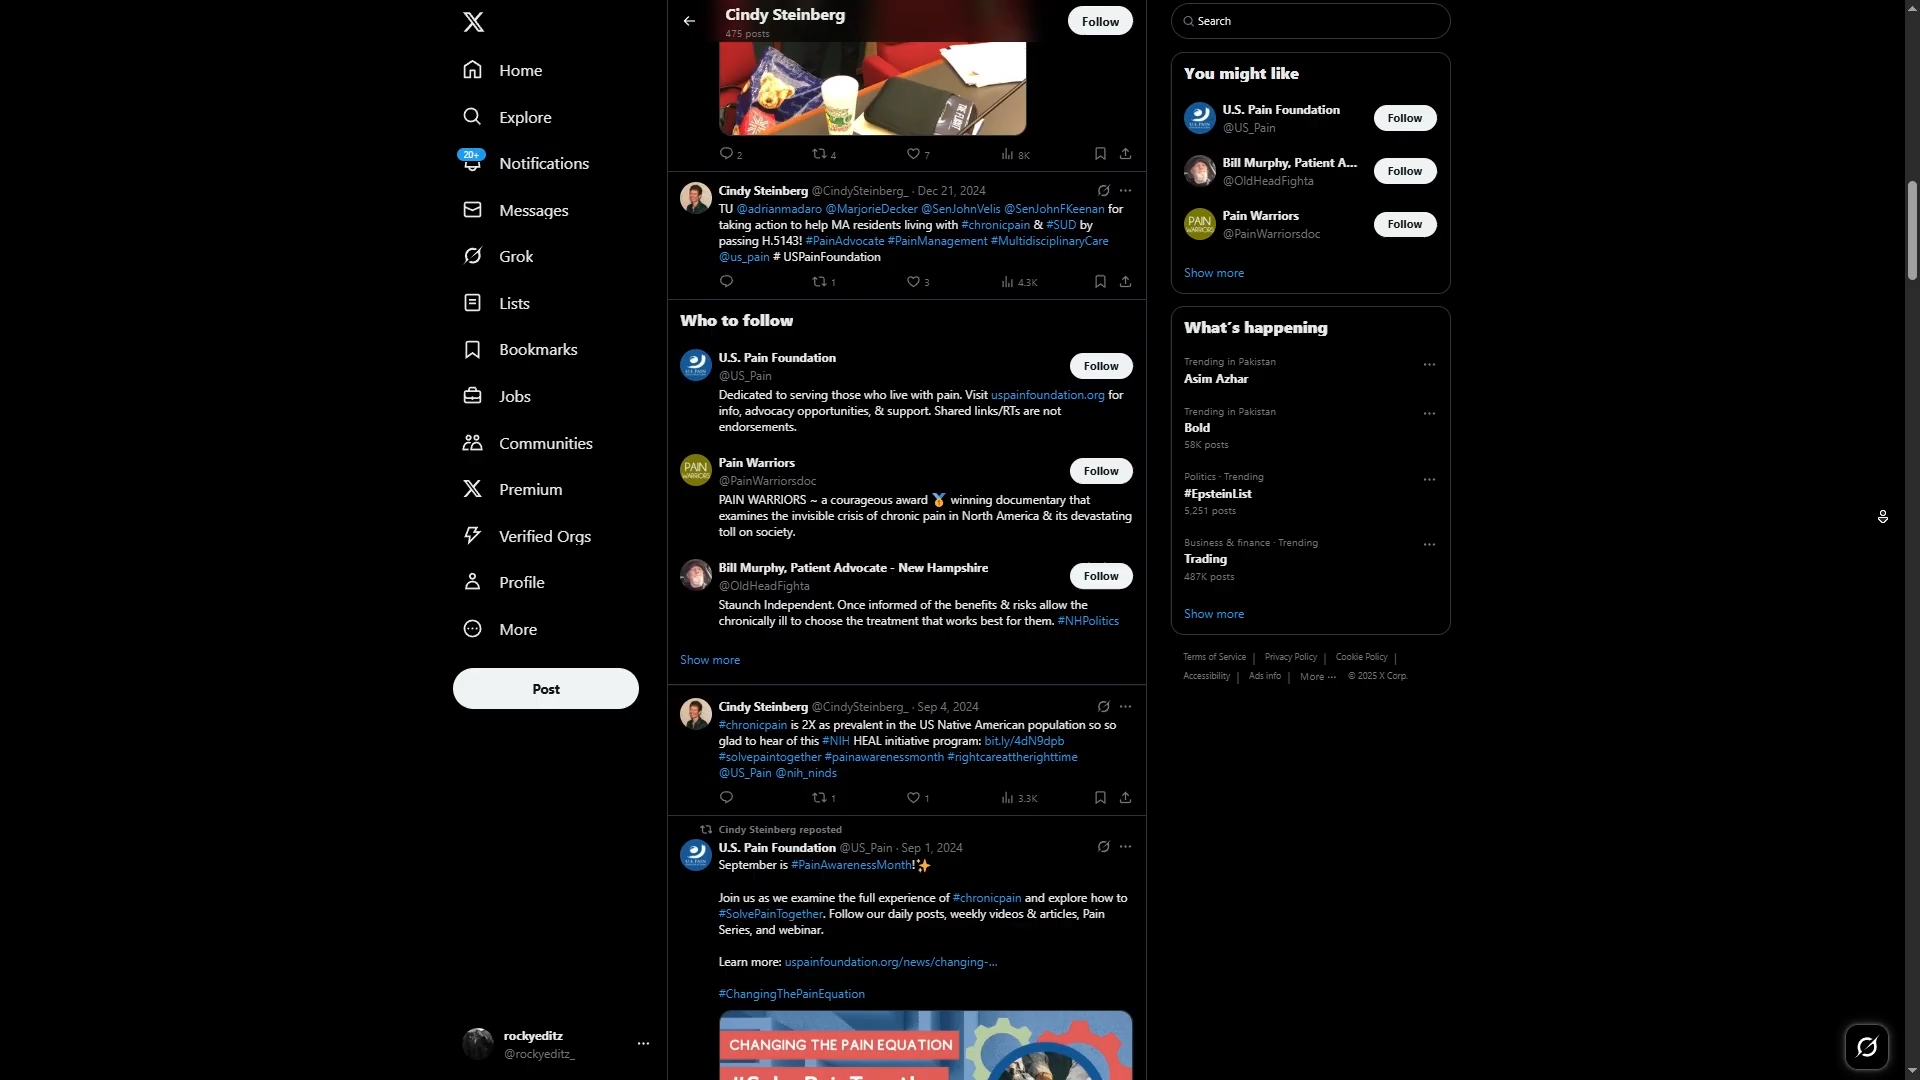 Home
Explore
20+
Notifications
Messages
Grok
Lists
Bookmarks
Jobs
Communities
Premium
Verified Orgs
Profile
More
Post
rockyeditz
@rockyeditz_
Cindy Steinberg
475 posts
Follow
2 4 7 8K
Cindy Steinberg @CindySteinberg_ · Dec 21, 2024
TU @adrianmadaro @MarjorieDecker @SenJohnVelis @SenJohnFKeenan for
taking action to help MA residents living with #chronicpain & #SUD by
passing H.5143! #PainAdvocate #PainManagement #MultidisciplinaryCare
@us_pain # USPainFoundation
1 3 4.3K
Who to follow
U.S. Pain Foundation
@US_Pain
Follow
Dedicated to serving those who live with pain. Visit uspainfoundation.org for
info, advocacy opportunities, & support. Shared links/RTs are not
endorsements.
Pain Warriors
@PainWarriorsdoc
Follow
PAIN WARRIORS ~ a courageous award 🏅 winning documentary that
examines the invisible crisis of chronic pain in North America & its devastating
toll on society.
Bill Murphy, Patient Advocate - New Hampshire
@OldHeadFighta
Follow
Staunch Independent. Once informed of the benefits & risks allow the
chronically ill to choose the treatment that works best for them. #NHPolitics
Show more
Cindy Steinberg @CindySteinberg_ · Sep 4, 2024
#chronicpain is 2X as prevalent in the US Native American population so so
glad to hear of this #NIH HEAL initiative program: bit.ly/4dN9dpb
#solvepaintogether #painawarenessmonth #rightcareattherighttime
@US_Pain @nih_ninds
1 1 3.3K
Cindy Steinberg reposted
U.S. Pain Foundation @US_Pain · Sep 1, 2024
September is #PainAwarenessMonth!✨
Join us as we examine the full experience of #chronicpain and explore how to
#SolvePainTogether. Follow our daily posts, weekly videos & articles, Pain
Series, and webinar.
Learn more: uspainfoundation.org/news/changing-...
#ChangingThePainEquation
CHANGING THE PAIN EQUATION
Search
You might like
U.S. Pain Foundation
@US_Pain
Follow
Bill Murphy, Patient A...
@OldHeadFighta
Follow
Pain Warriors
@PainWarriorsdoc
Follow
Show more
What's happening
Trending in Pakistan
Asim Azhar
Trending in Pakistan
Bold
58K posts
Politics · Trending
#EpsteinList
5,251 posts
Business & finance · Trending
Trading
487K posts
Show more
Terms of Service | Privacy Policy | Cookie Policy |
Accessibility | Ads info | More ··· © 2025 X Corp.